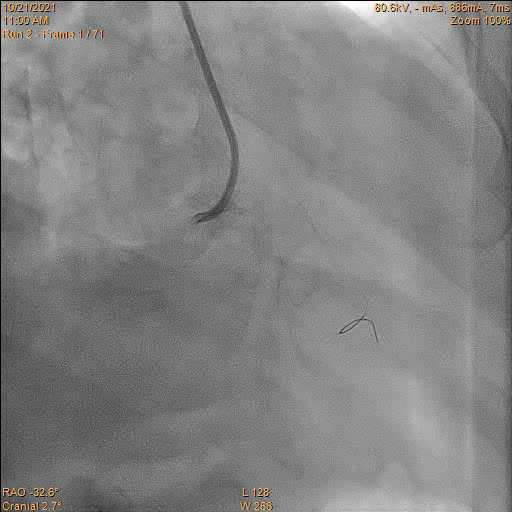 10/21/2021
11:00 AM
Run 2 - Frame 1 / 71
80.6kV, - mAs, 686mA, 7ms
Zoom 100%
RAO -32.6°
Cranial 2.7°
L 128
W 256